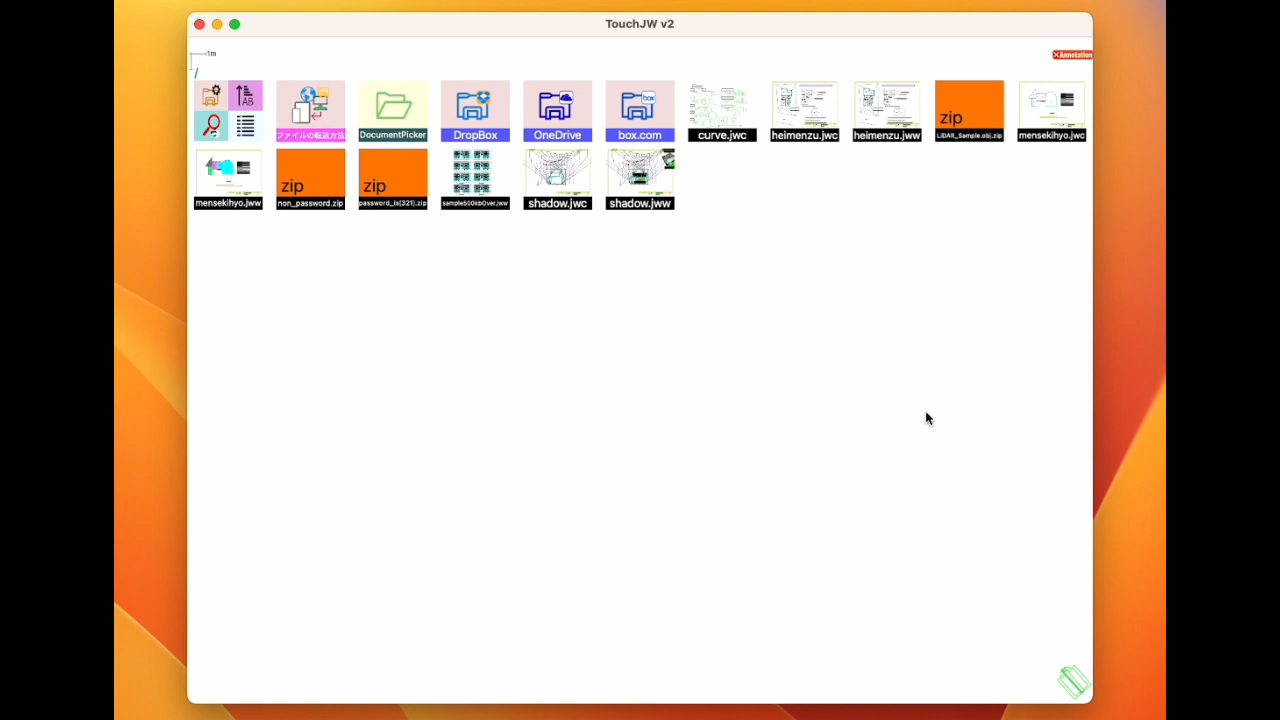 TouchJW v2
1m
×Annotation
/
AB
ファイルの転送方法
DocumentPicker
DropBox
OneDrive
box
box.com
curve.jwc
heimenzu.jwc
heimenzu.jww
zip
LiDAR_Sample.obj.zip
mensekihyo.jwc
mensekihyo.jww
zip
non_password.zip
zip
password_is[321].zip
sample500kbOver.jww
shadow.jwc
shadow.jww